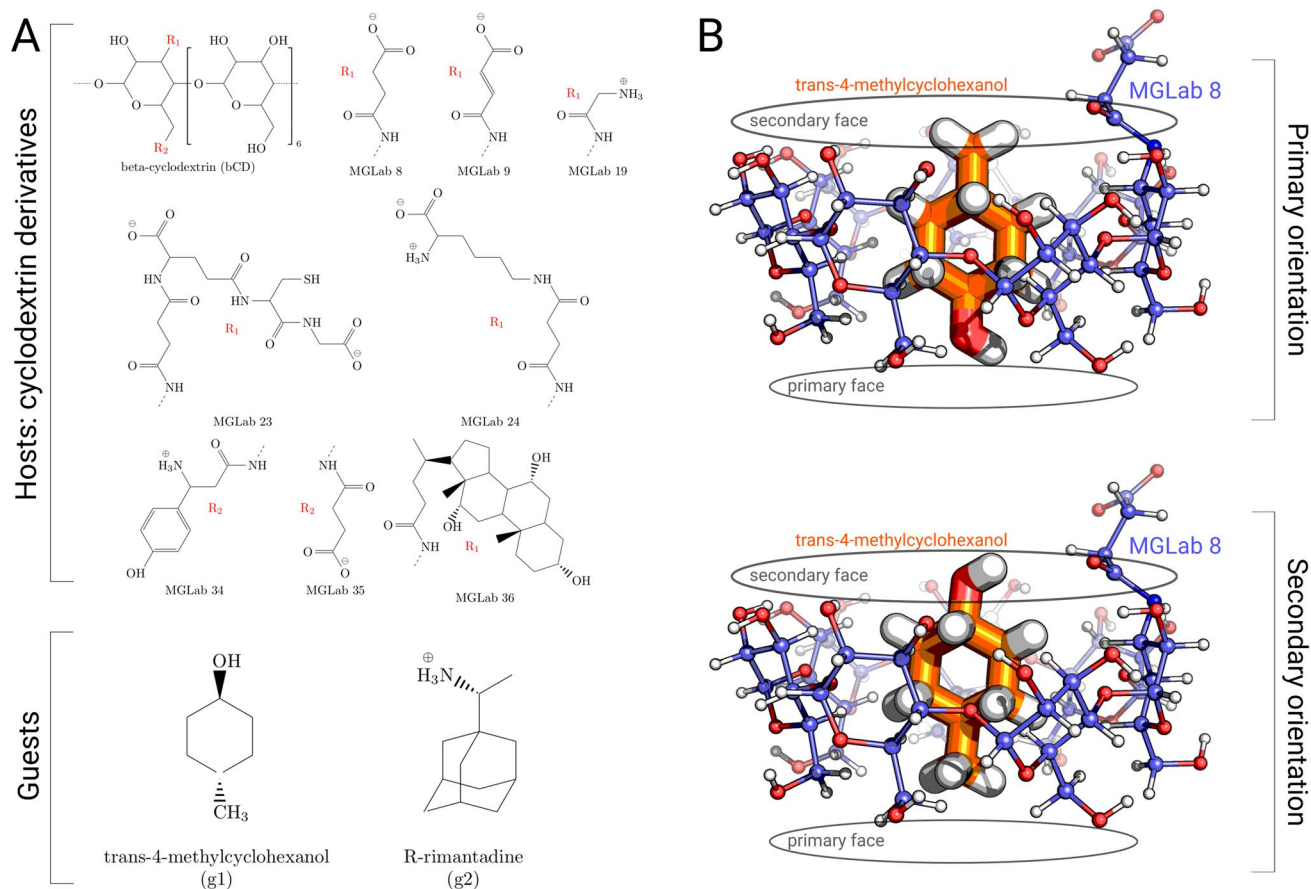 A
Hosts: cyclodextrin derivatives
HO
R₁
HO
OH
O
O
O
O
R₂
HO
HO
6
beta-cyclodextrin (bCD)
⊖
O
O
R₁
O
NH
MGLab 8
⊖
O
O
R₁
O
NH
MGLab 9
R₁
⊕
NH₃
O
NH
MGLab 19
O
⊖
O
HN
O
O
HN
SH
R₁
O
NH
O
O
⊖
O
NH
MGLab 23
O
⊖
O
⊕
H₃N
NH
O
R₁
O
NH
MGLab 24
⊕
H₃N
O
NH
R₂
OH
MGLab 34
NH
O
R₂
O
O
⊖
MGLab 35
O
NH
OH
OH
R₁
OH
MGLab 36
Guests
OH
CH₃
trans-4-methylcyclohexanol
(g1)
⊕
H₃N
R-rimantadine
(g2)
B
trans-4-methylcyclohexanol
MGLab 8
secondary face
primary face
Primary orientation
trans-4-methylcyclohexanol
MGLab 8
secondary face
primary face
Secondary orientation